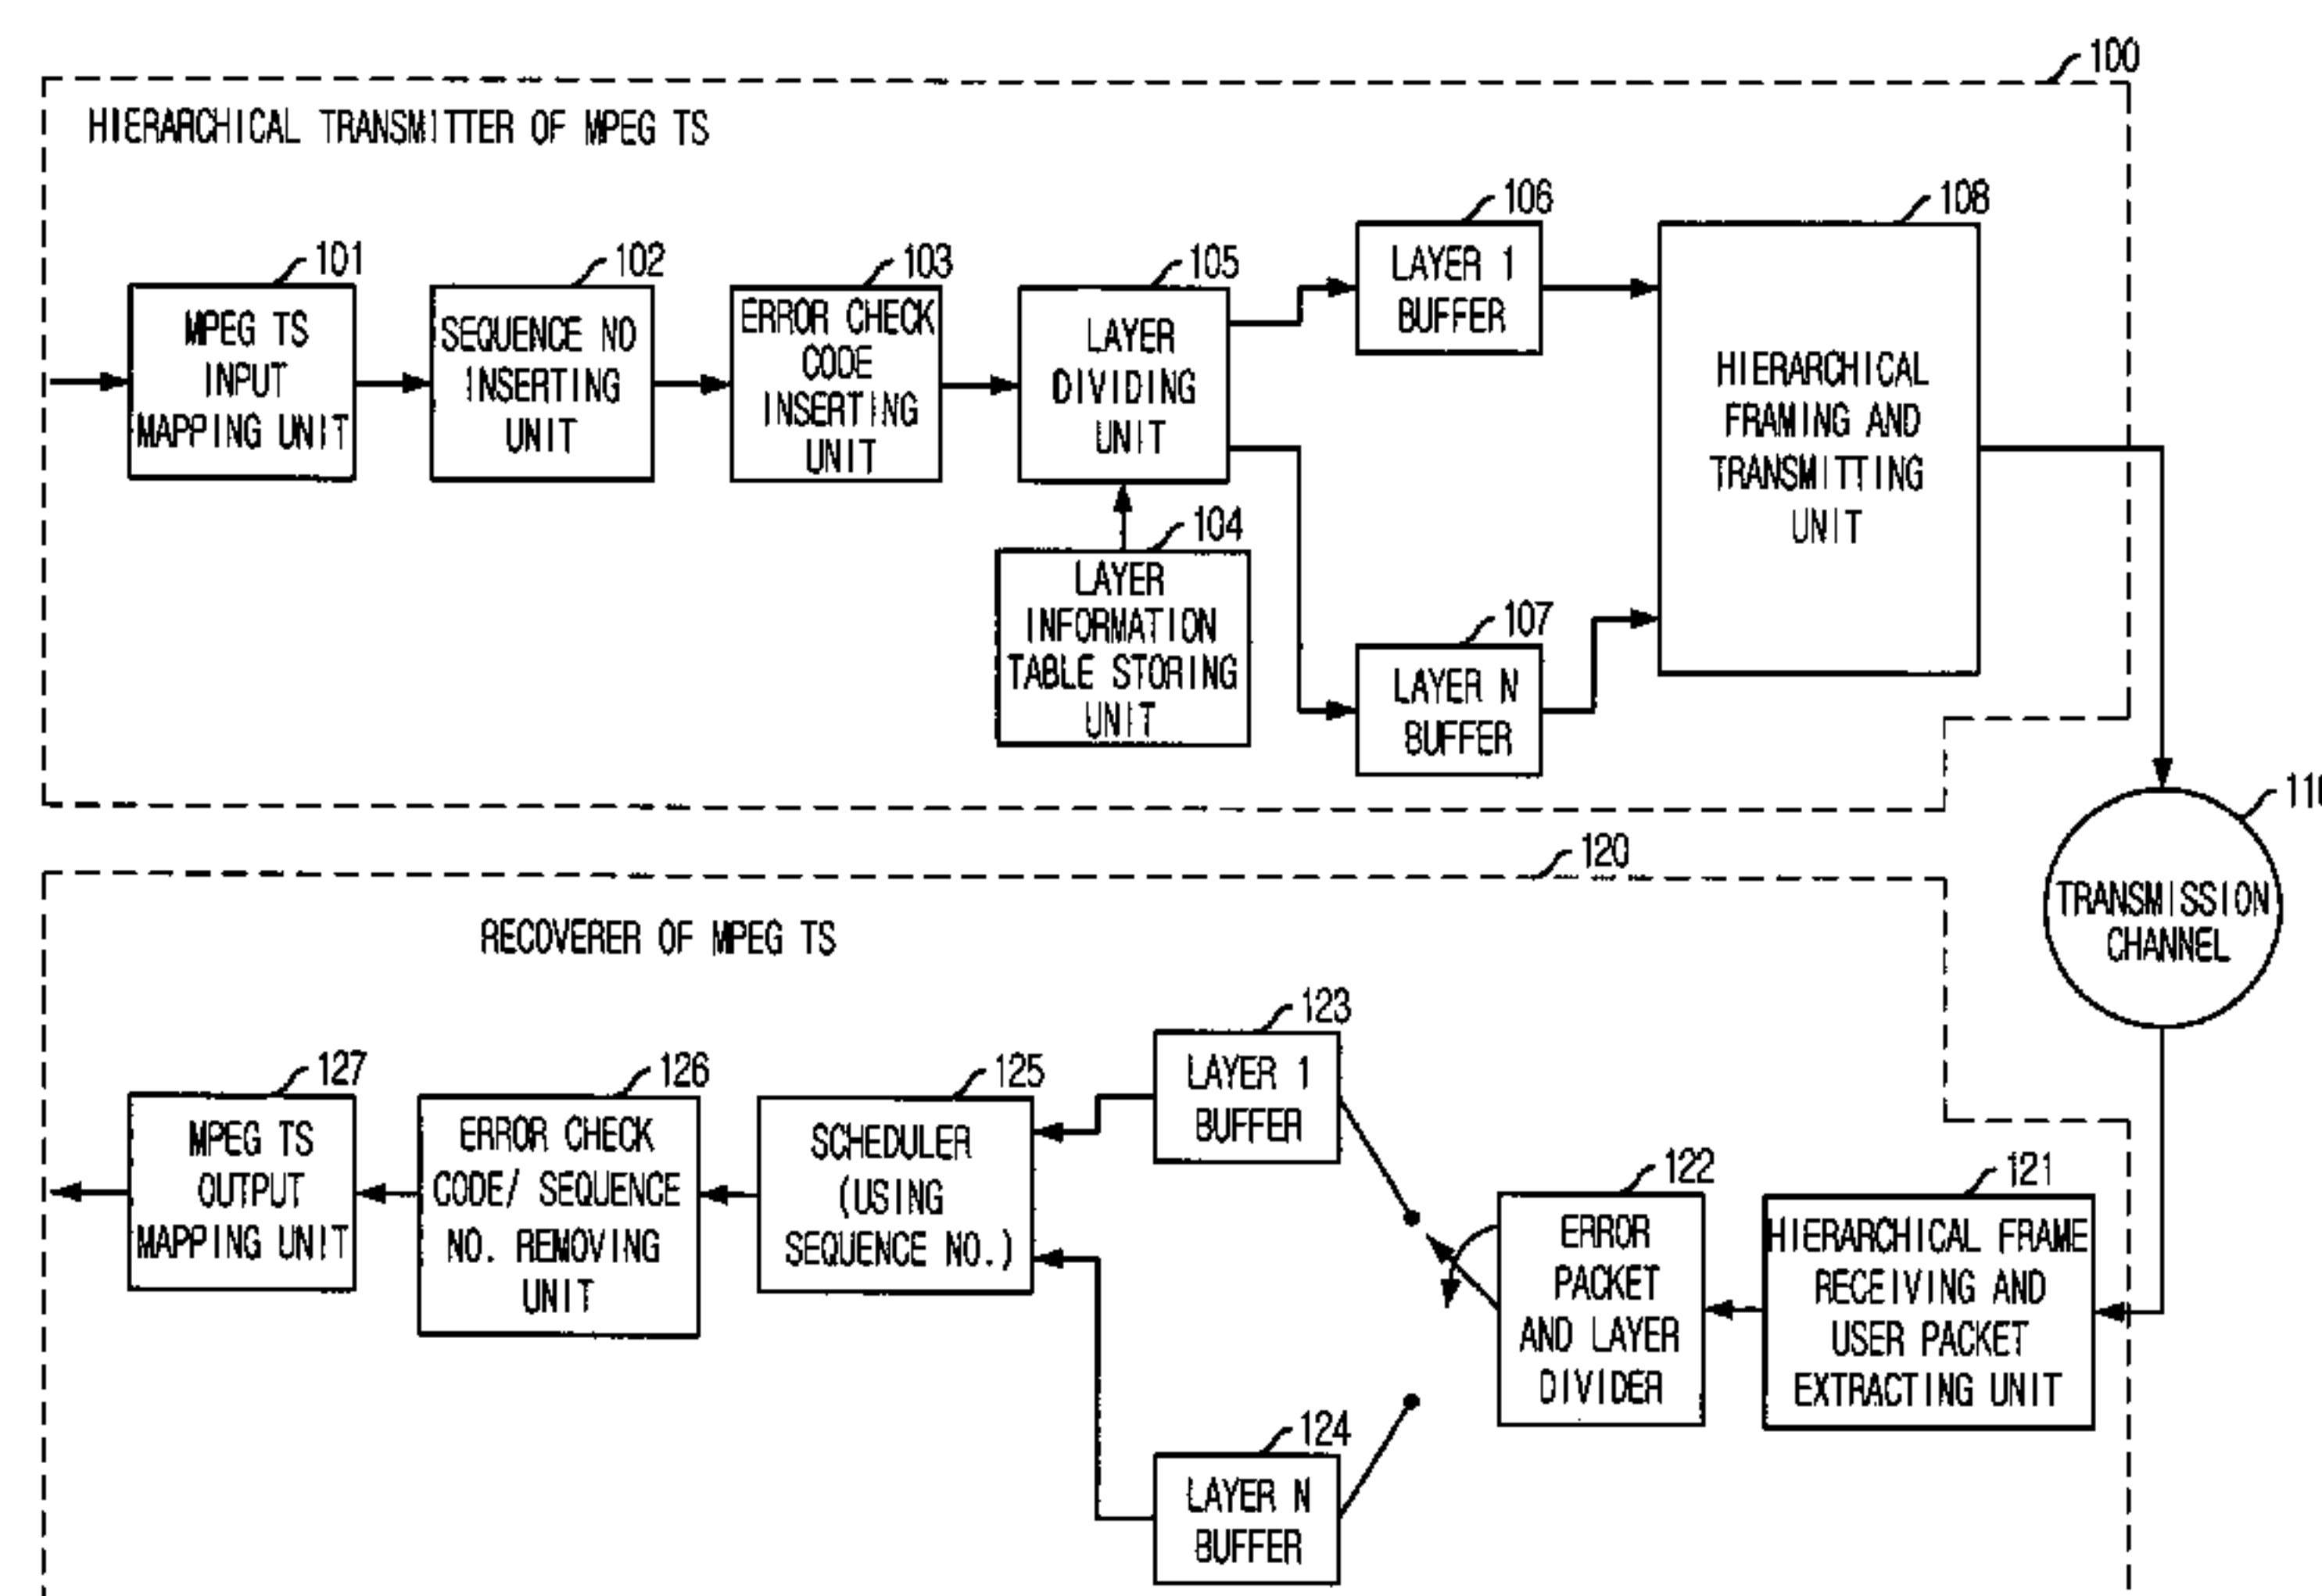 100
HIERARCHICAL TRANSMITTER OF MPEG TS
101
MPEG TS
INPUT
MAPPING UNIT
102
SEQUENCE NO
INSERTING
UNIT
103
ERROR CHECK
CODE
INSERTING
UNIT
105
LAYER
DIVIDING
UNIT
104
LAYER
INFORMATION
TABLE STORING
UNIT
106
LAYER 1
BUFFER
107
LAYER N
BUFFER
108
HIERARCHICAL
FRAMING AND
TRANSMITTING
UNIT
TRANSMISSION
CHANNEL
120
RECOVERER OF MPEG TS
127
MPEG TS
OUTPUT
MAPPING UNIT
126
ERROR CHECK
CODE/ SEQUENCE
NO. REMOVING
UNIT
125
SCHEDULER
(USING
SEQUENCE NO.)
123
LAYER 1
BUFFER
124
LAYER N
BUFFER
122
ERROR
PACKET
AND LAYER
DIVIDER
121
HIERARCHICAL FRAME
RECEIVING AND
USER PACKET
EXTRACTING UNIT